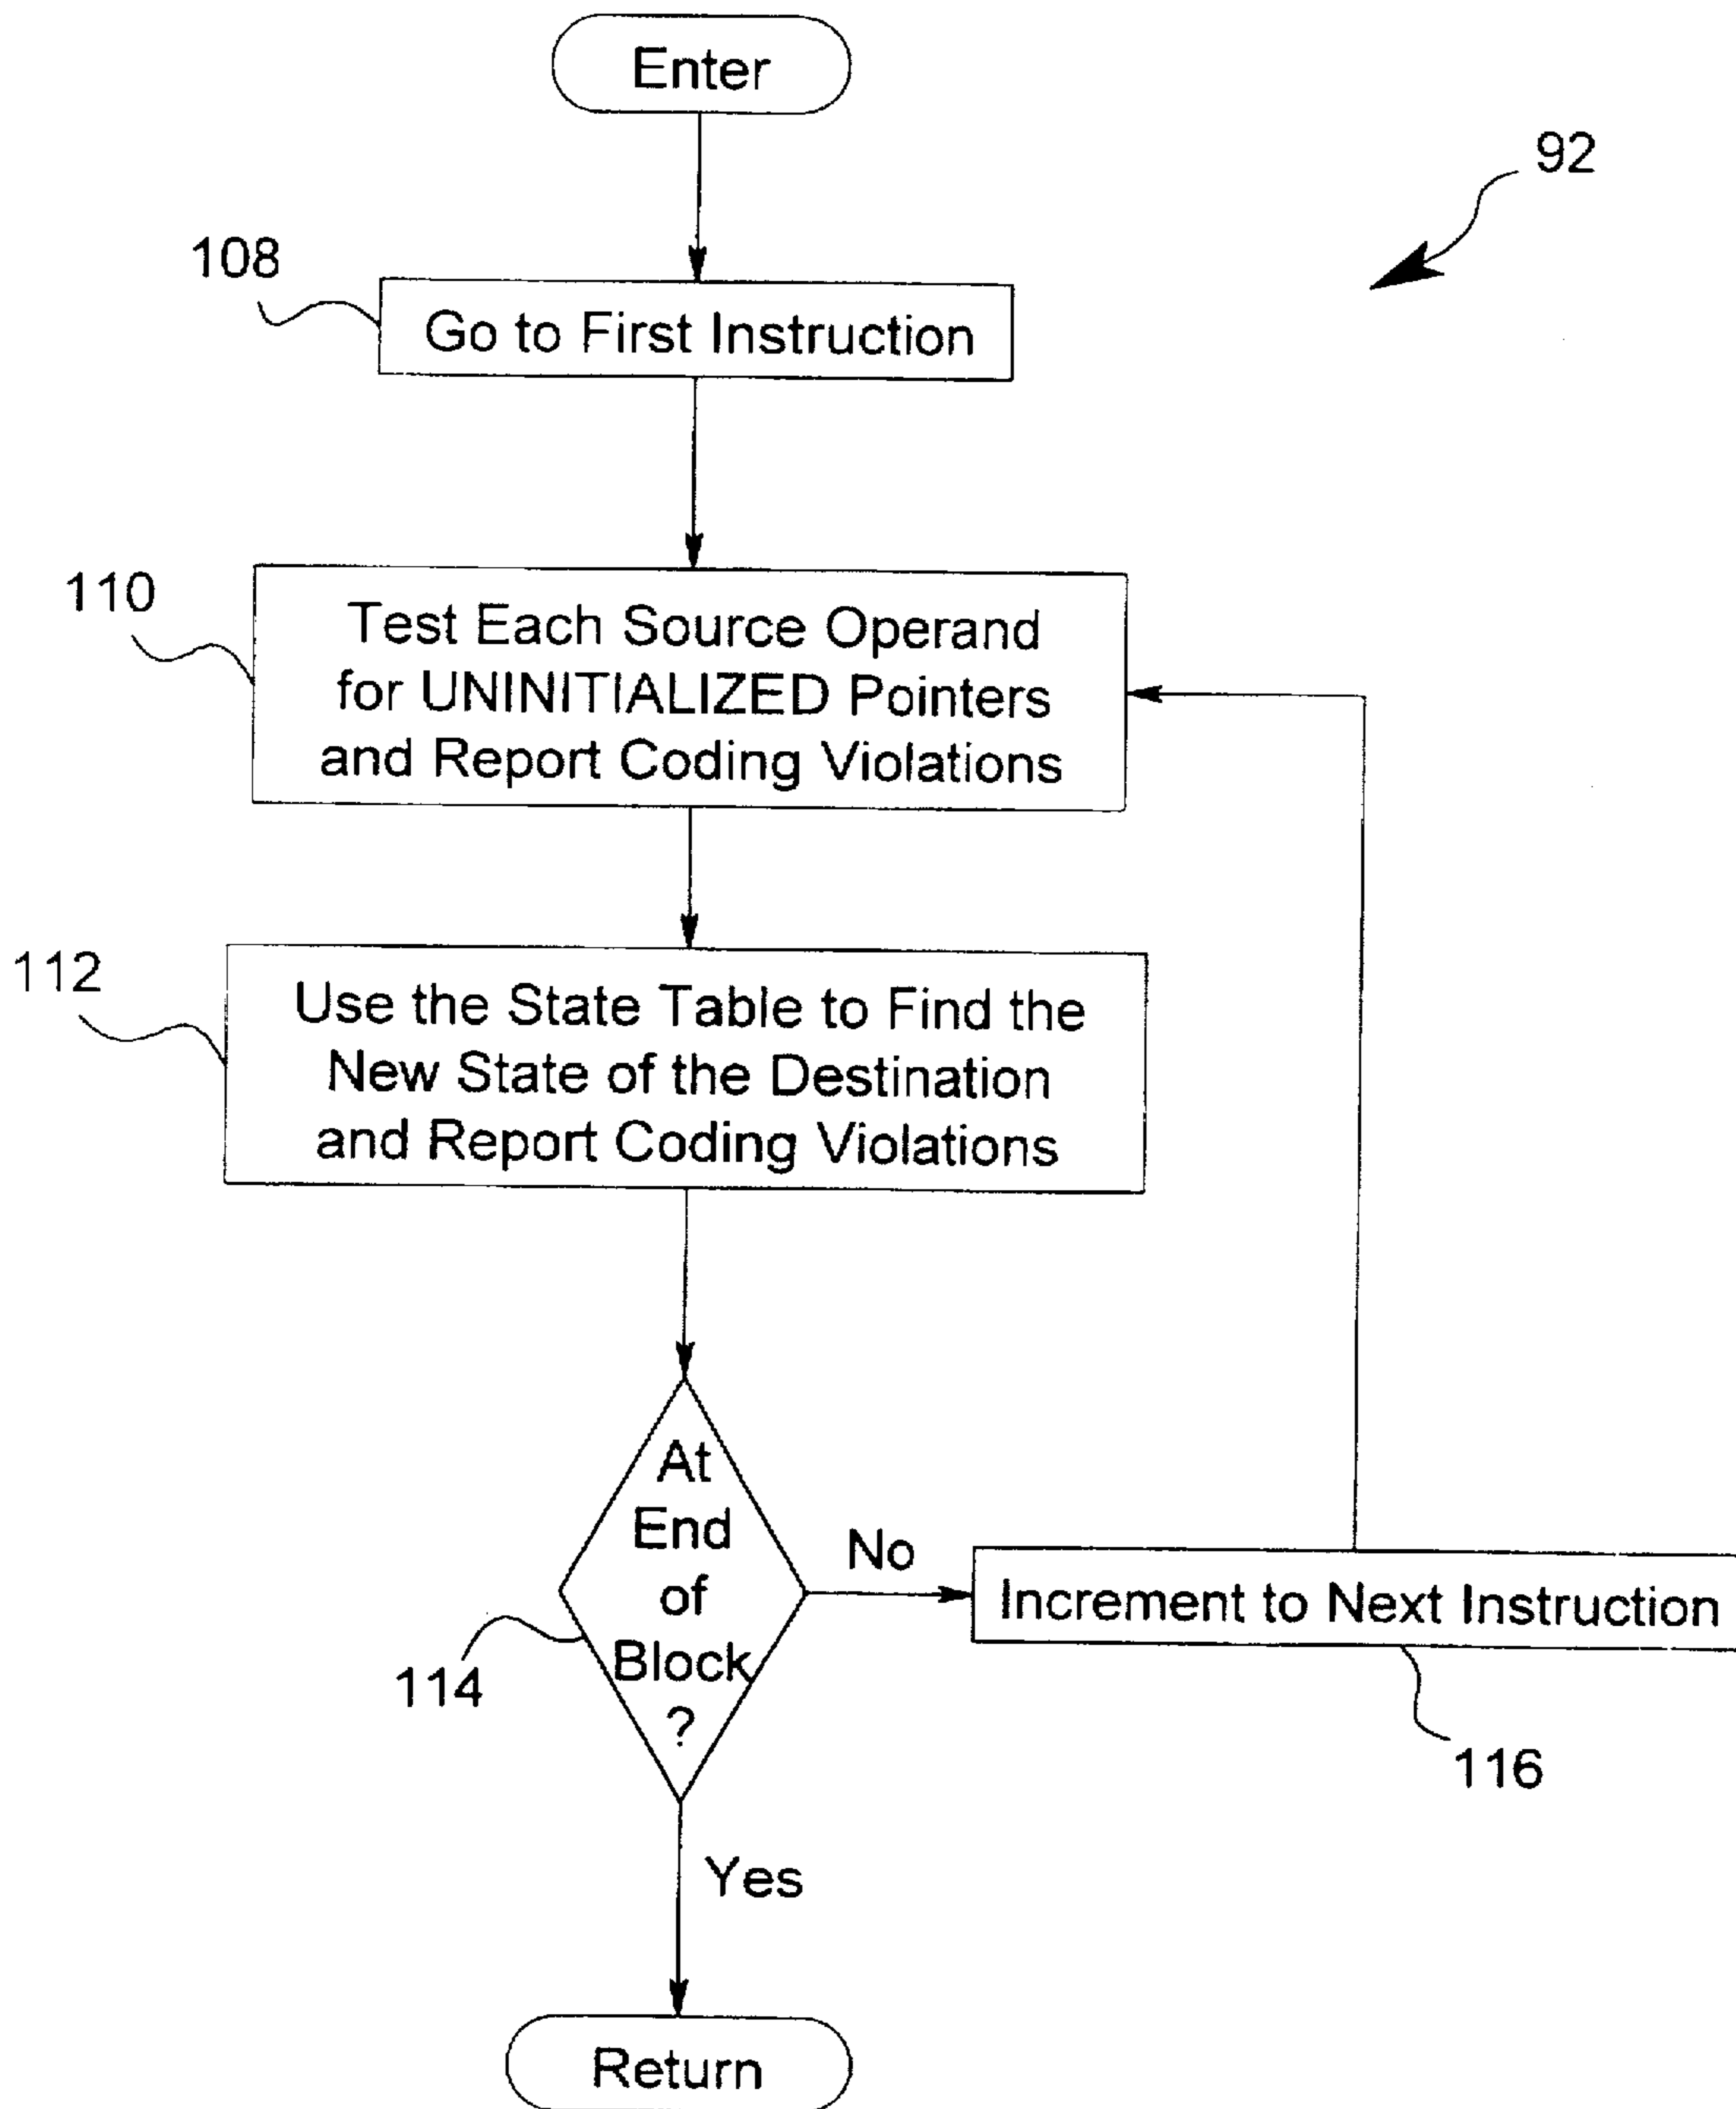 Enter
92
108
Go to First Instruction
110
Test Each Source Operand
for UNINITIALIZED Pointers
and Report Coding Violations
112
Use the State Table to Find the
New State of the Destination
and Report Coding Violations
At
End
of
Block
?
114
No
Increment to Next Instruction
116
Yes
Return